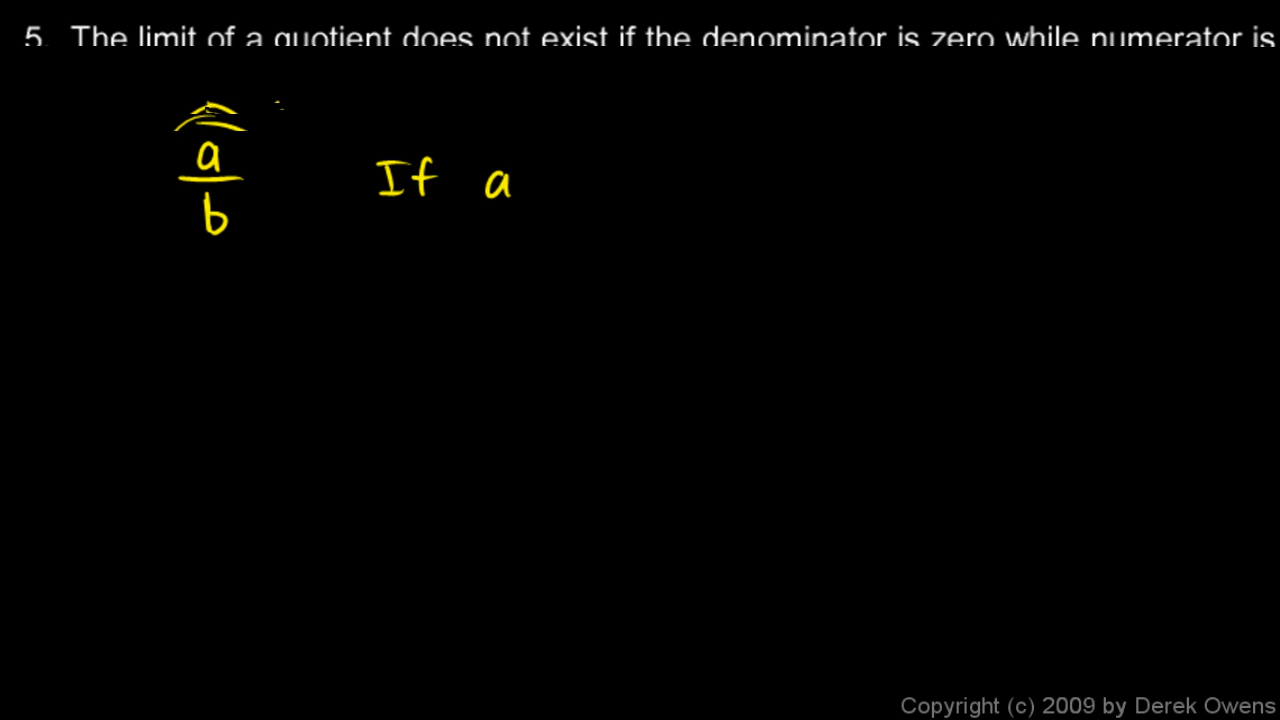 5. The limit of a quotient does not exist if the denominator is zero while numerator is
a
b
If a
Copyright (c) 2009 by Derek Owens